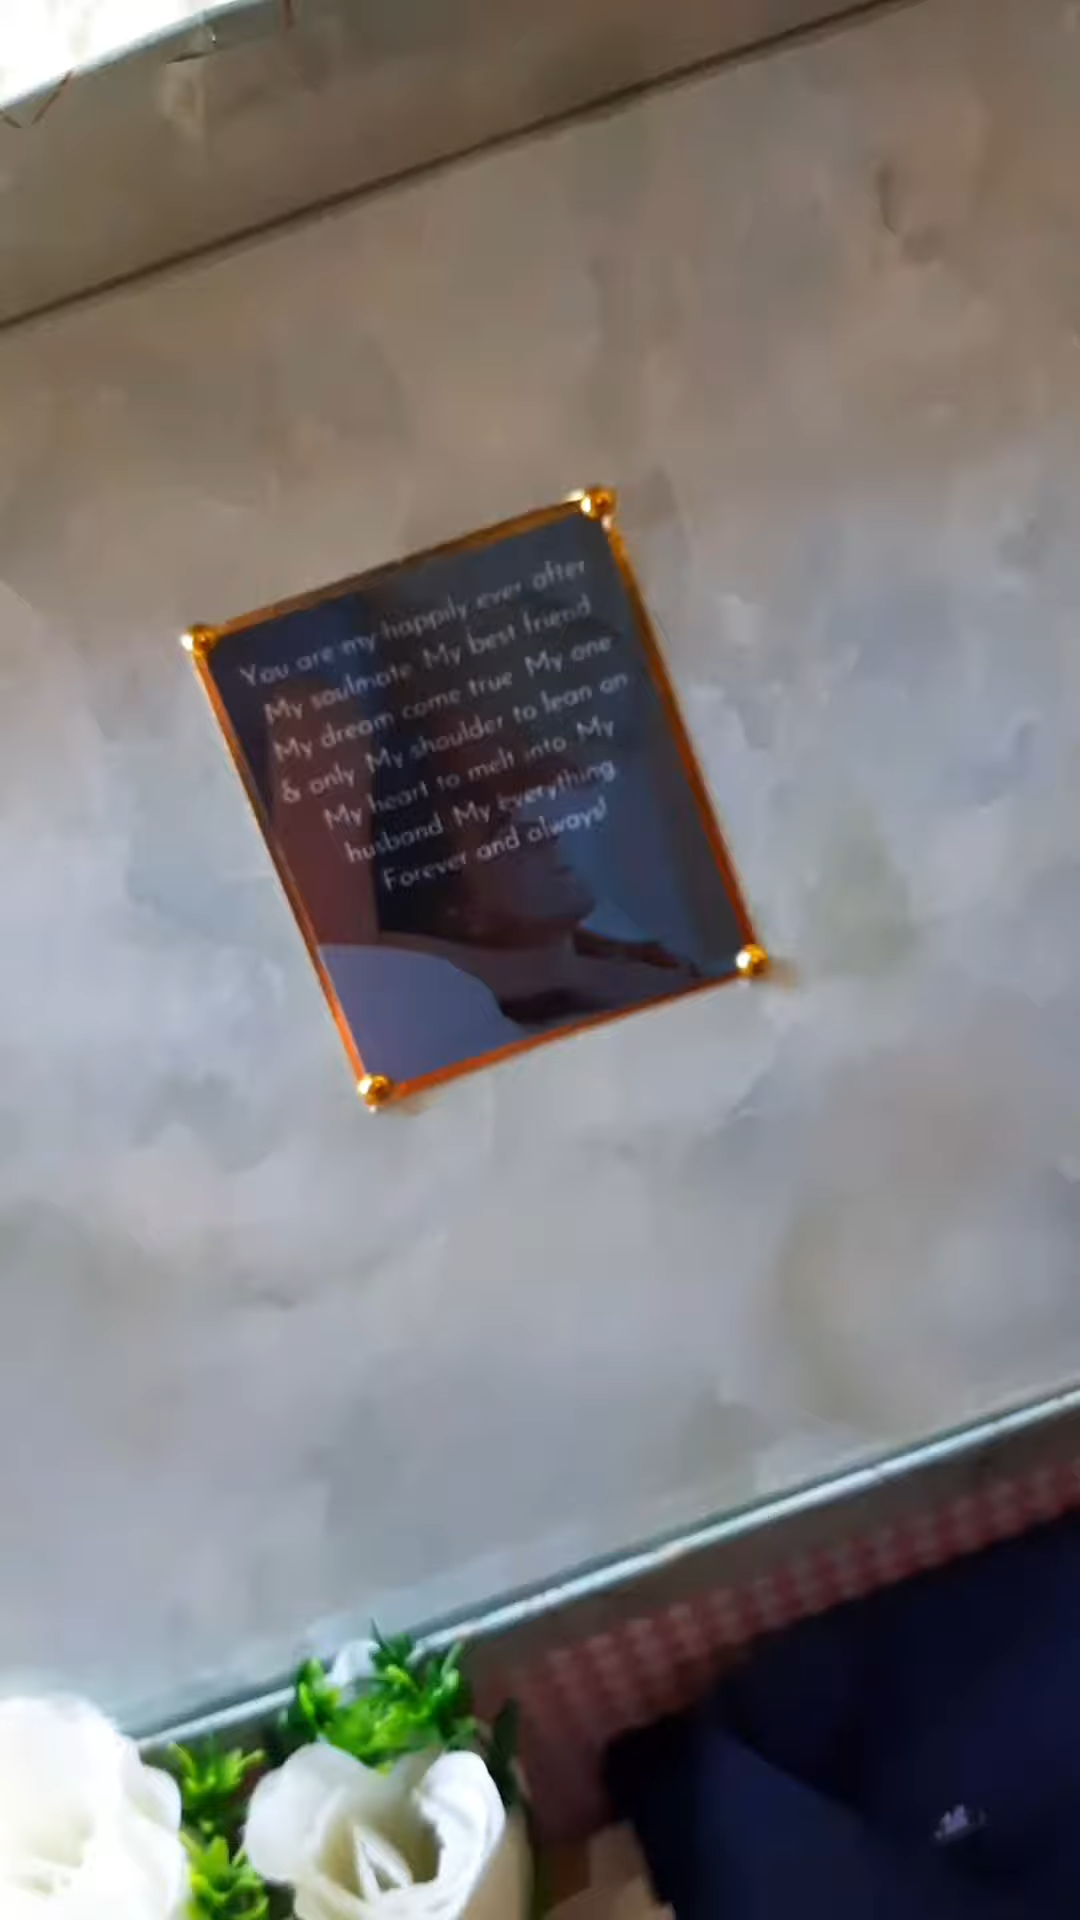 You are my happily ever after
My soulmate My best friend
My dream come true My one
& only My shoulder to lean on
My heart to melt into My
husband My everything
Forever and always!